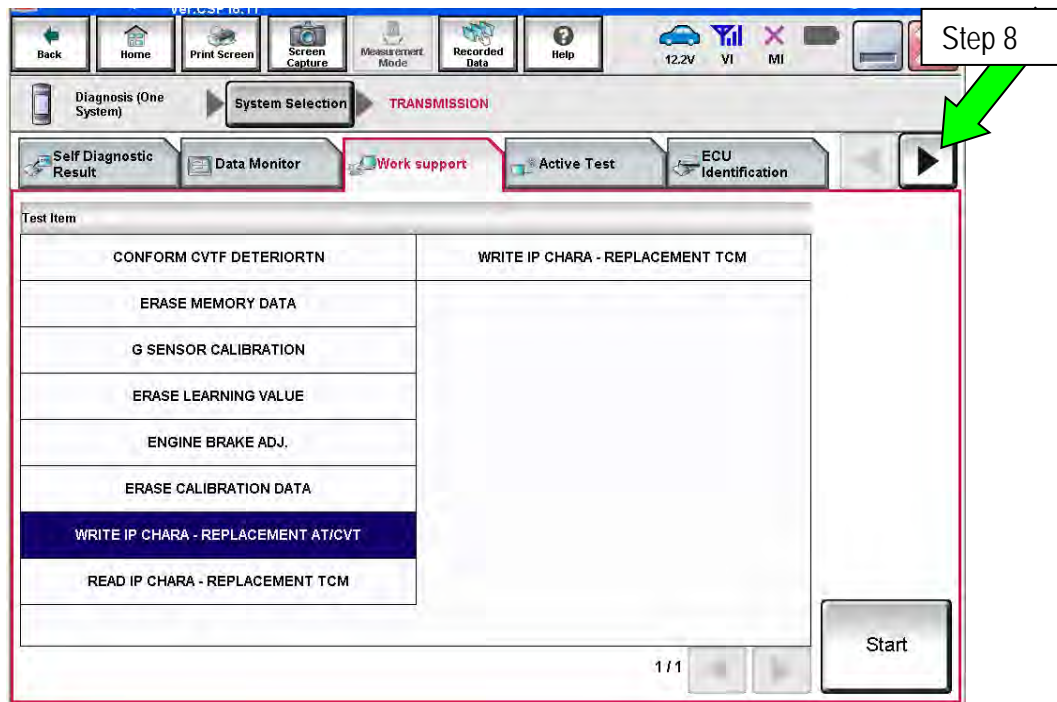 Ver.CSP16.11
Step 8
Back
Home
Print Screen
Screen
Capture
Measurement
Mode
Recorded
Data
Help
12.2V
VI
MI
Diagnosis (One
System)
System Selection
TRANSMISSION
Self Diagnostic
Result
Data Monitor
Work support
Active Test
ECU
Identification
Test Item
CONFORM CVTF DETERIORTN
WRITE IP CHARA - REPLACEMENT TCM
ERASE MEMORY DATA
G SENSOR CALIBRATION
ERASE LEARNING VALUE
ENGINE BRAKE ADJ.
ERASE CALIBRATION DATA
WRITE IP CHARA - REPLACEMENT AT/CVT
READ IP CHARA - REPLACEMENT TCM
Start
1/1